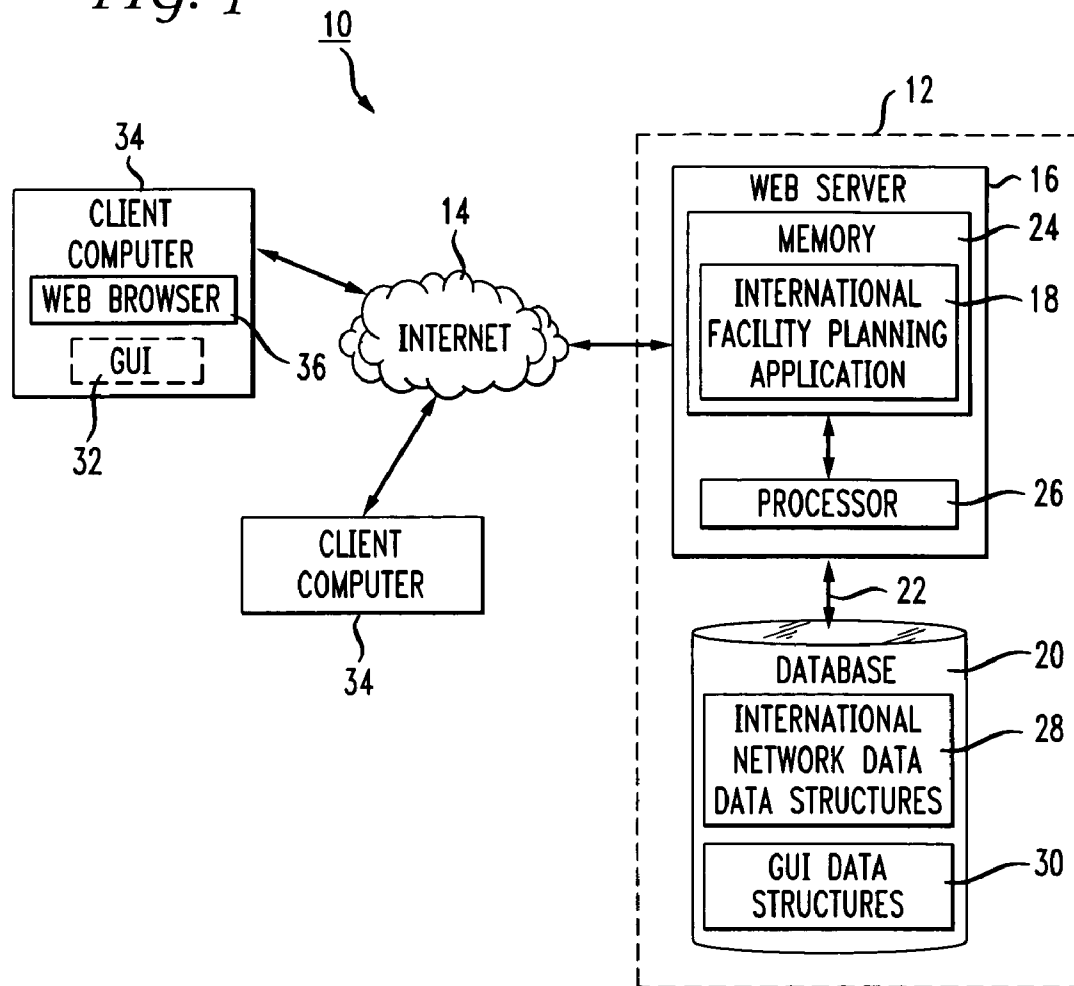 FIG. 1
10
12
34
CLIENT
COMPUTER
WEB BROWSER
GUI
36
32
14
INTERNET
CLIENT
COMPUTER
34
WEB SERVER
16
MEMORY
24
INTERNATIONAL
FACILITY PLANNING
APPLICATION
18
PROCESSOR
26
22
DATABASE
20
INTERNATIONAL
NETWORK DATA
DATA STRUCTURES
28
GUI DATA
STRUCTURES
30